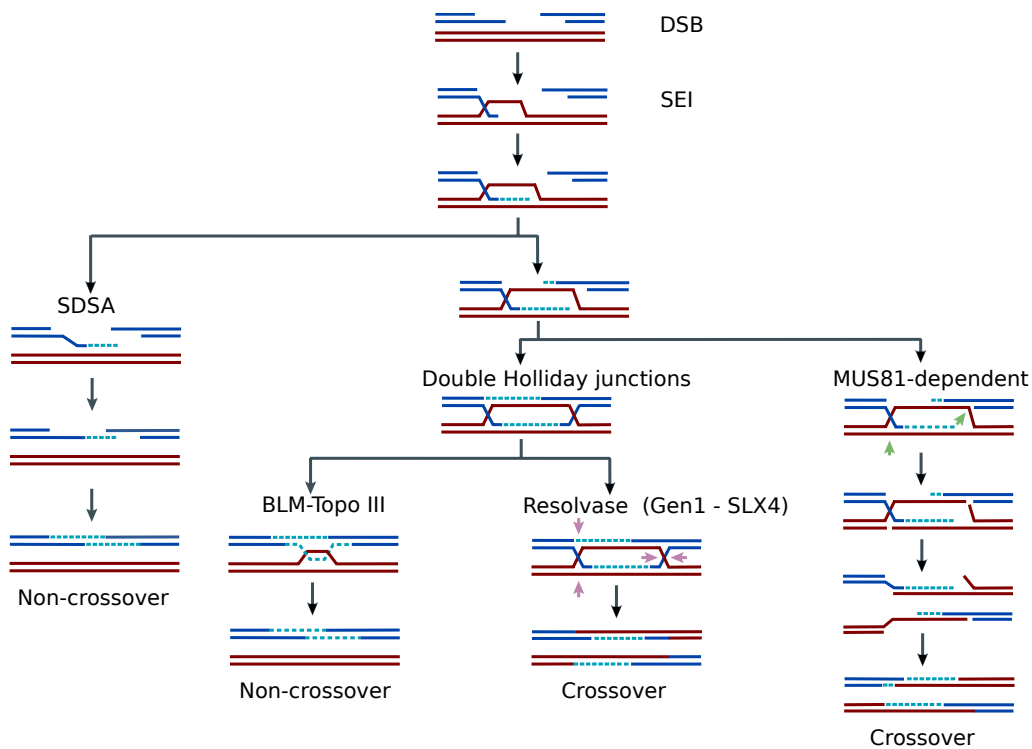 DSB
SEI
SDSA
Double Holliday junctions
MUS81-dependent
BLM-Topo III
Resolvase (Gen1 - SLX4)
Non-crossover
Non-crossover
Crossover
Crossover